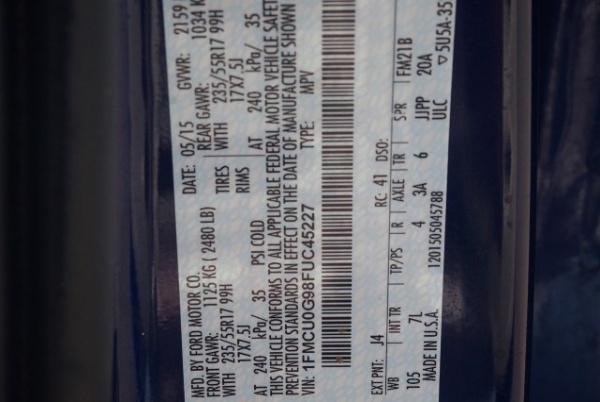 MFD. BY FORD MOTOR CO. DATE: 05/15 GVWR: 2159
FRONT GAWR: 1125 KG ( 2480 LB) REAR GAWR: 1034 K
WITH 235/55R17 99H TIRES WITH 235/55R17 99H
17X7.5J RIMS 17X7.5J
AT 240 kPa/ 35 PSI COLD AT 240 kPa/ 35
THIS VEHICLE CONFORMS TO ALL APPLICABLE FEDERAL MOTOR VEHICLE SAFET
PREVENTION STANDARDS IN EFFECT ON THE DATE OF MANUFACTURE SHOWN
VIN: 1FMCU0G98FUC45227 TYPE: MPV
EXT PNT: J4 RC: 41 DSO:
WB INT TR TP/PS R AXLE TR SPR FM21B
105 7L 4 3A 6 JJPP 20A
MADE IN U.S.A. 1201505045788 ULC ▽5U5A-35